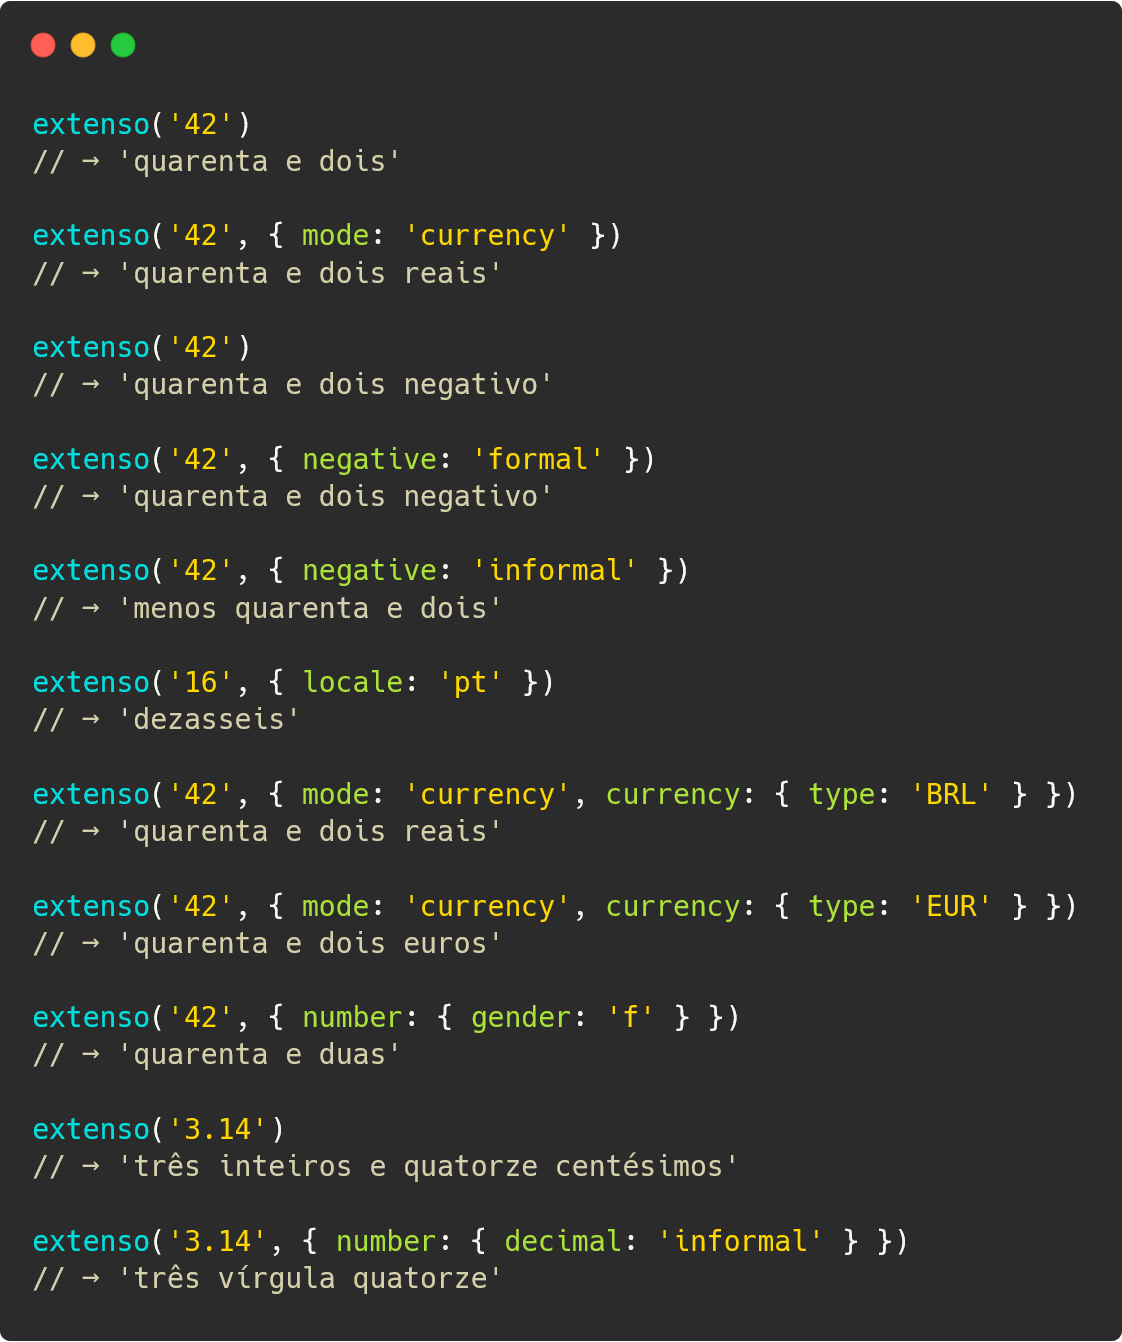 extenso('42')
// → 'quarenta e dois'
extenso('42', { mode: 'currency' })
// → 'quarenta e dois reais'
extenso('42')
// → 'quarenta e dois negativo'
extenso('42', { negative: 'formal' })
// → 'quarenta e dois negativo'
extenso('42', { negative: 'informal' })
// → 'menos quarenta e dois'
extenso('16', { locale: 'pt' })
// → 'dezasseis'
extenso('42', { mode: 'currency', currency: { type: 'BRL' } })
// → 'quarenta e dois reais'
extenso('42', { mode: 'currency', currency: { type: 'EUR' } })
// → 'quarenta e dois euros'
extenso('42', { number: { gender: 'f' } })
// → 'quarenta e duas'
extenso('3.14')
// → 'três inteiros e quatorze centésimos'
extenso('3.14', { number: { decimal: 'informal' } })
// → 'três vírgula quatorze'